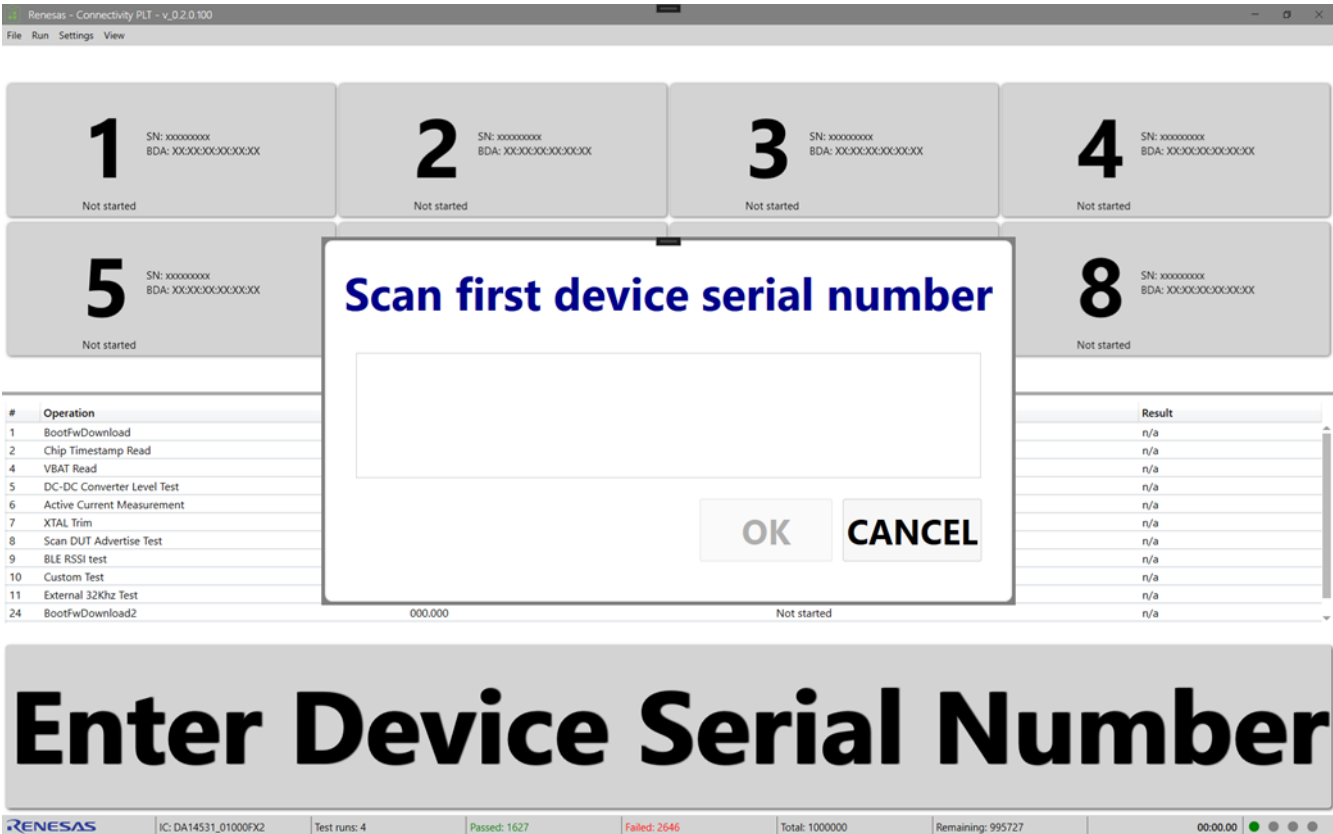 Renesas - Connectivity PLT - v_0.2.0.100
File Run Settings View
1
SN: xxxxxxxxx
BDA: XX:XX:XX:XX:XX:XX
Not started
2
SN: xxxxxxxxx
BDA: XX:XX:XX:XX:XX:XX
Not started
3
SN: xxxxxxxxx
BDA: XX:XX:XX:XX:XX:XX
Not started
4
SN: xxxxxxxxx
BDA: XX:XX:XX:XX:XX:XX
Not started
5
SN: xxxxxxxxx
BDA: XX:XX:XX:XX:XX:XX
Not started
8
SN: xxxxxxxxx
BDA: XX:XX:XX:XX:XX:XX
Not started
Scan first device serial number
OK CANCEL
# Operation Result
1 BootFwDownload n/a
2 Chip Timestamp Read n/a
4 VBAT Read n/a
5 DC-DC Converter Level Test n/a
6 Active Current Measurement n/a
7 XTAL Trim n/a
8 Scan DUT Advertise Test n/a
9 BLE RSSI test n/a
10 Custom Test n/a
11 External 32Khz Test n/a
24 BootFwDownload2 000.000 Not started n/a
Enter Device Serial Number
RENESAS IC: DA14531_01000FX2 Test runs: 4 Passed: 1627 Failed: 2646 Total: 1000000 Remaining: 995727 00:00.00